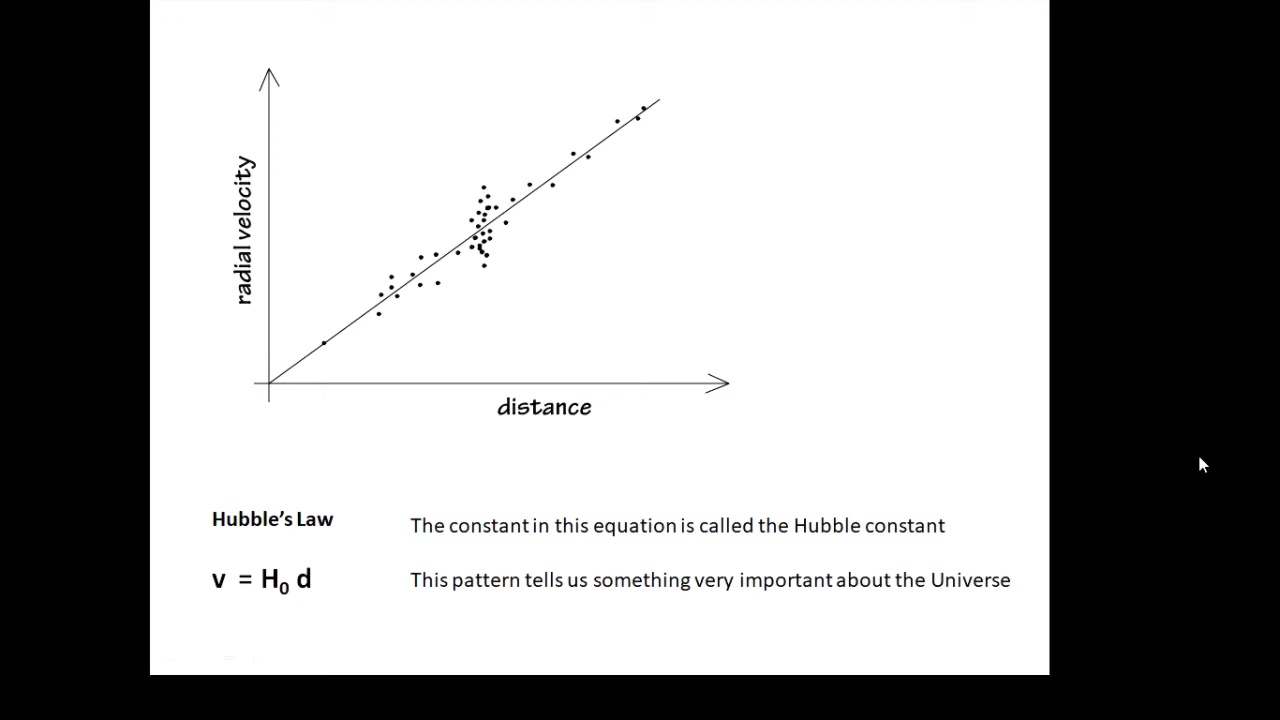 radial velocity
distance
Hubble's Law
The constant in this equation is called the Hubble constant
v = H₀ d
This pattern tells us something very important about the Universe